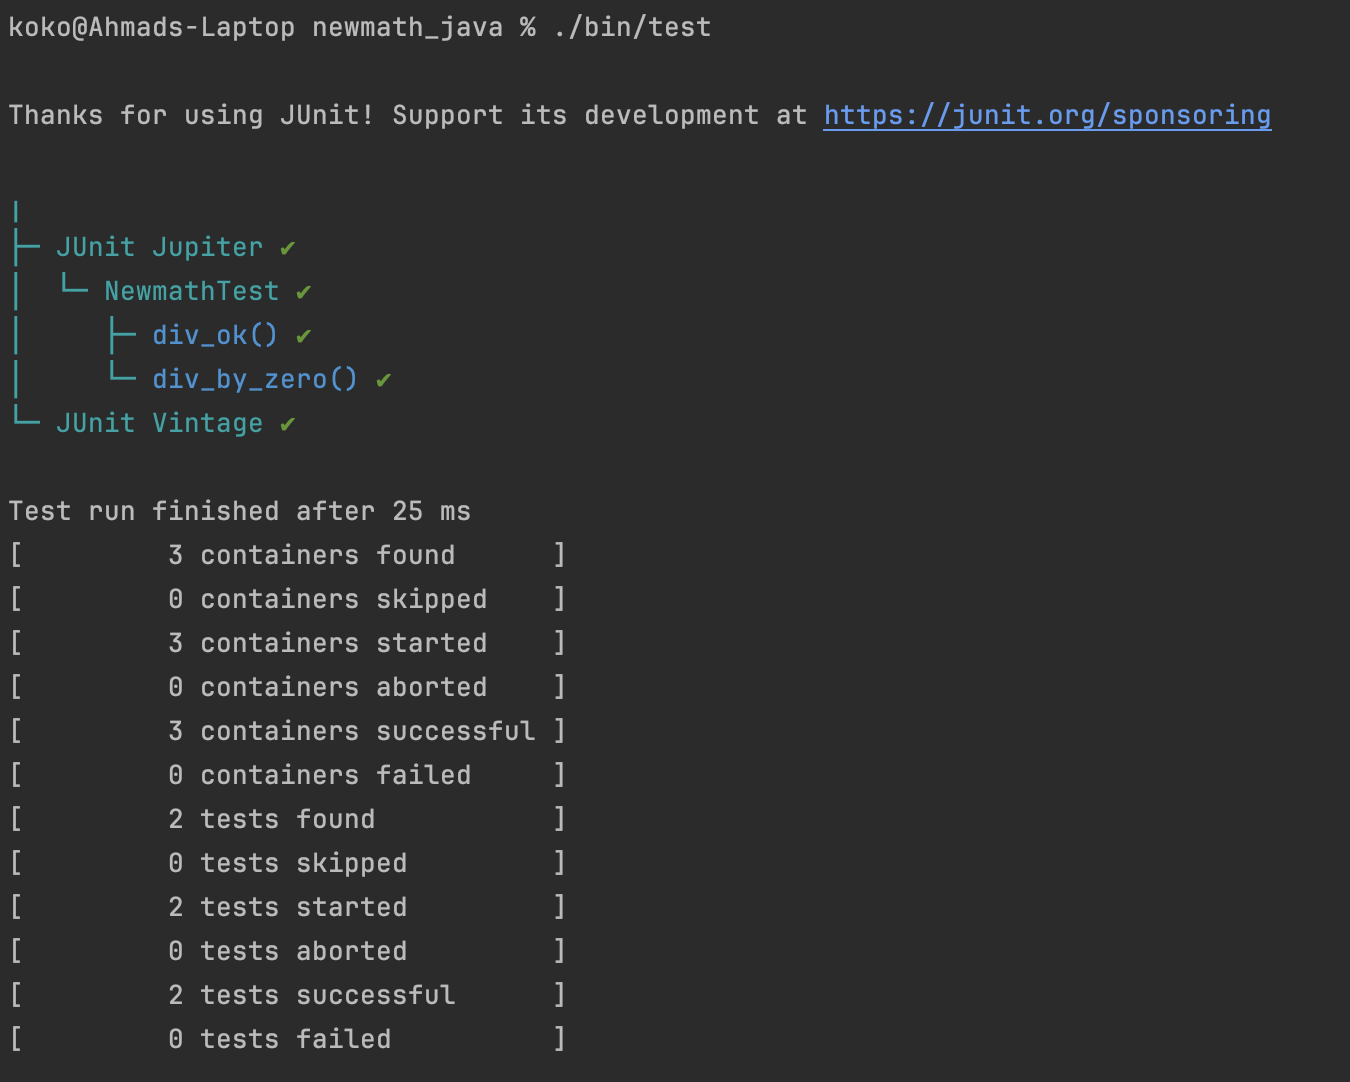 koko@Ahmads-Laptop newmath_java % ./bin/test
Thanks for using JUnit! Support its development at https://junit.org/sponsoring
╷
├─ JUnit Jupiter ✔
│  └─ NewmathTest ✔
│     ├─ div_ok() ✔
│     └─ div_by_zero() ✔
└─ JUnit Vintage ✔
Test run finished after 25 ms
[         3 containers found      ]
[         0 containers skipped    ]
[         3 containers started    ]
[         0 containers aborted    ]
[         3 containers successful ]
[         0 containers failed     ]
[         2 tests found           ]
[         0 tests skipped         ]
[         2 tests started         ]
[         0 tests aborted         ]
[         2 tests successful      ]
[         0 tests failed          ]